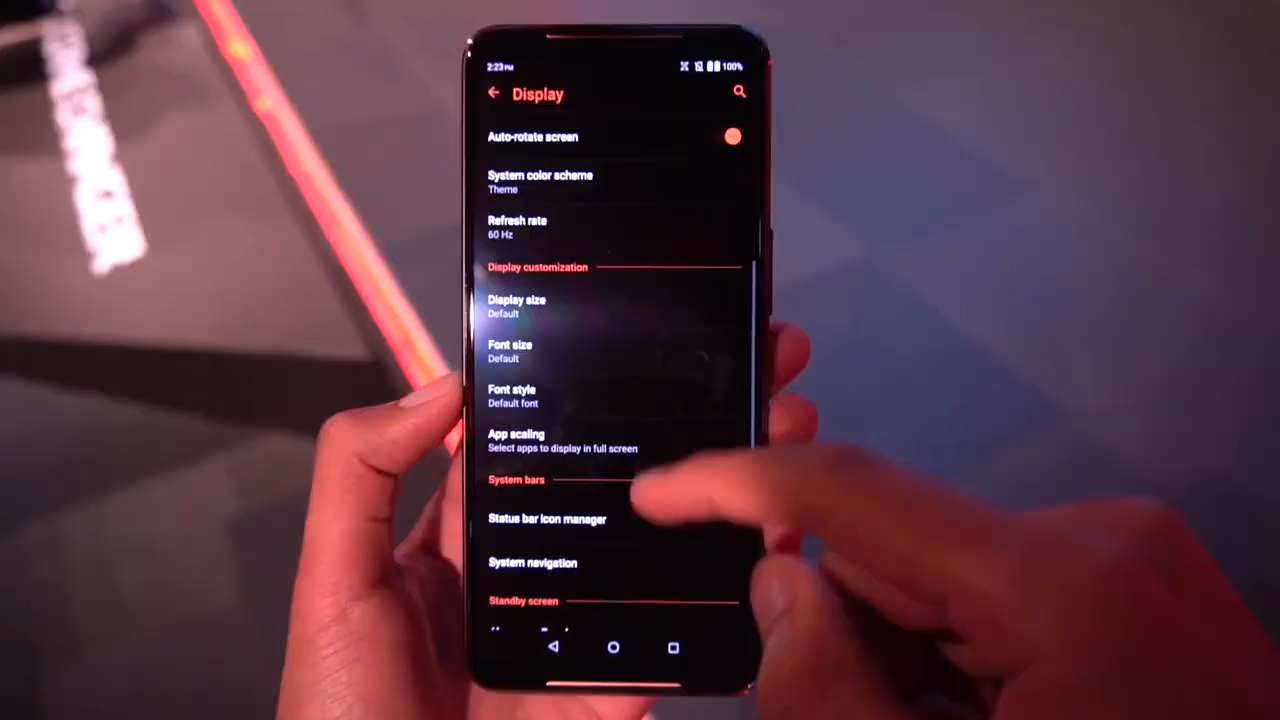 2:23 PM
100%
Display
Auto-rotate screen
System color scheme
Theme
Refresh rate
60 Hz
Display customization
Display size
Default
Font size
Default
Font style
Default font
App scaling
Select apps to display in full screen
System bars
Status bar icon manager
System navigation
Standby screen